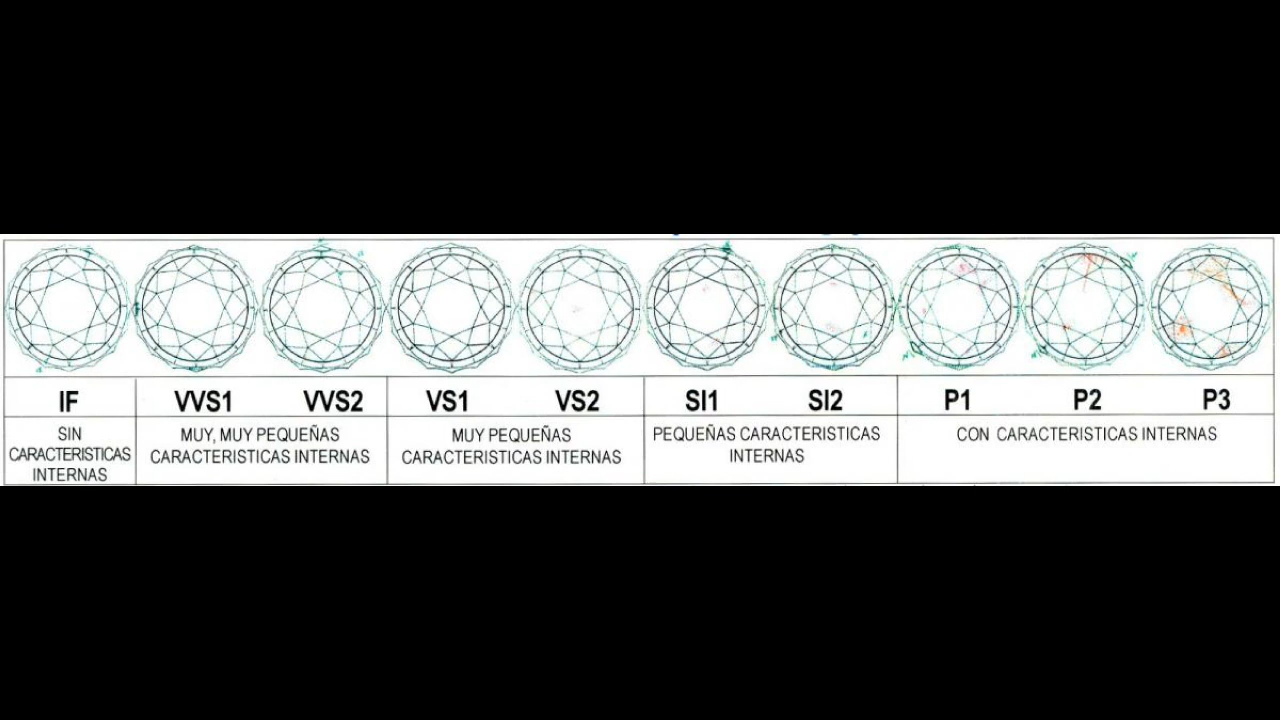 IF VVS1 VVS2 VS1 VS2 SI1 SI2 P1 P2 P3
SIN
CARACTERISTICAS
INTERNAS
MUY, MUY PEQUEÑAS
CARACTERISTICAS INTERNAS
MUY PEQUEÑAS
CARACTERISTICAS INTERNAS
PEQUEÑAS CARACTERISTICAS
INTERNAS
CON CARACTERISTICAS INTERNAS